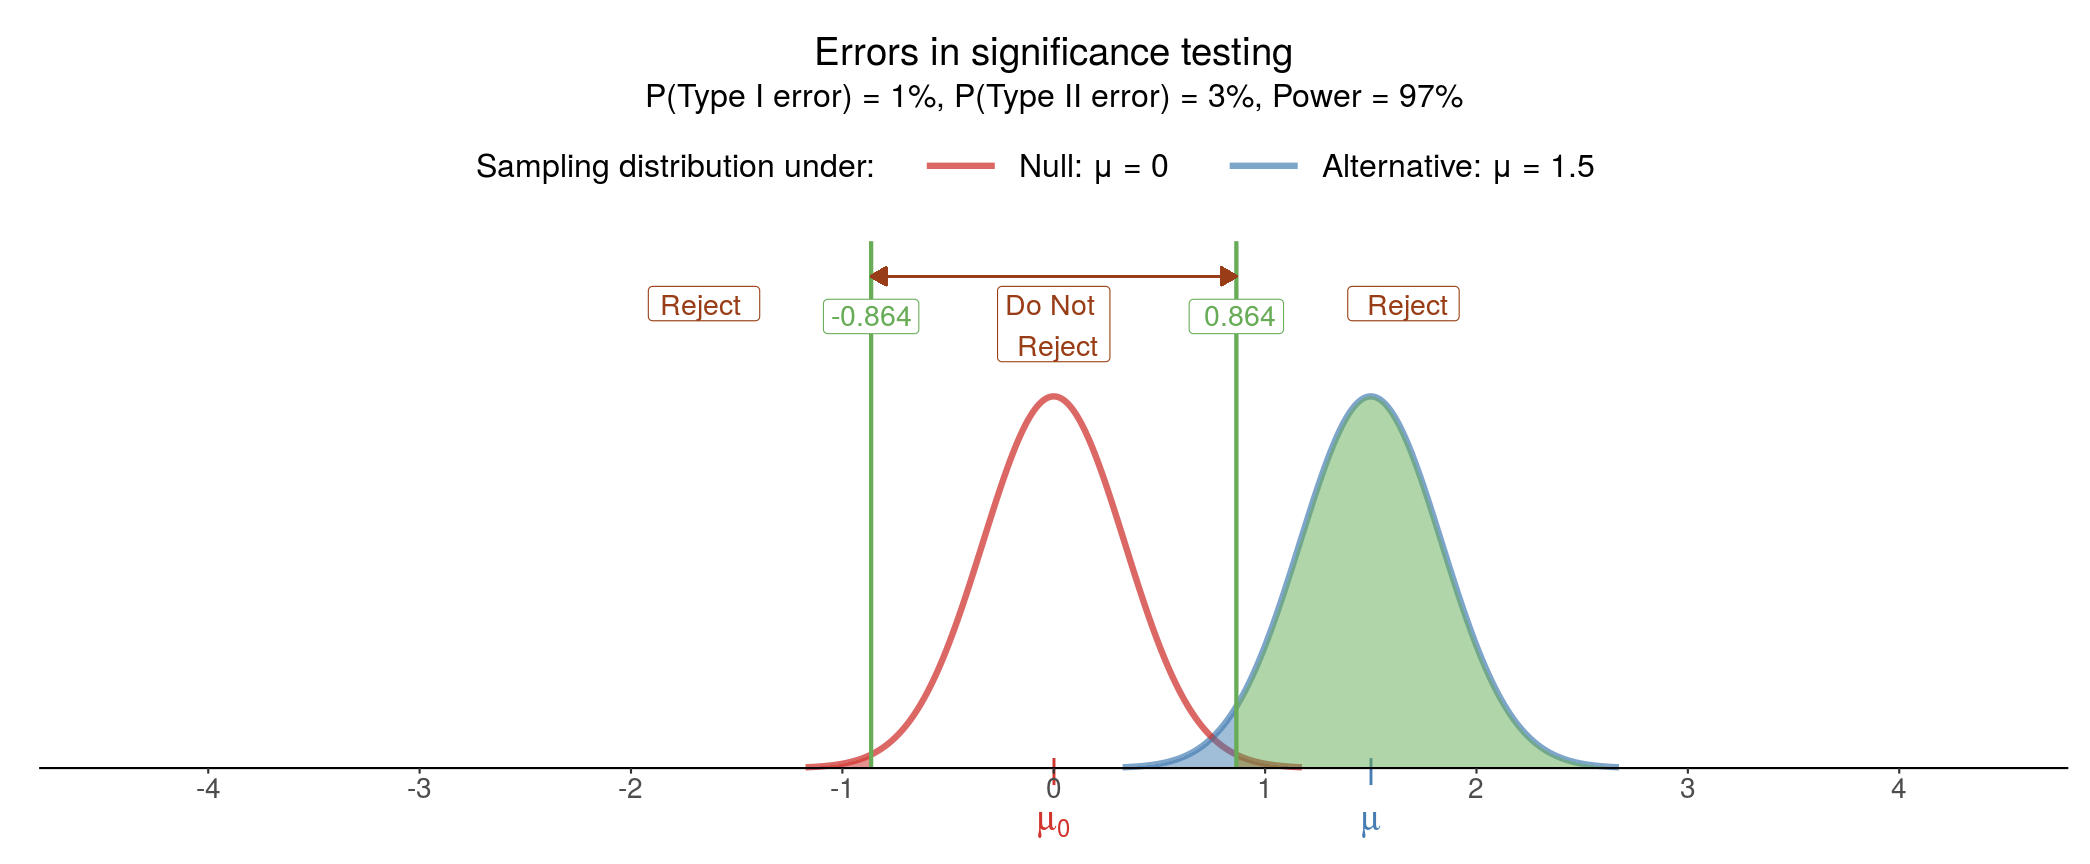 Errors in significance testing
P(Type I error) = 1%, P(Type II error) = 3%, Power = 97%
Sampling distribution under: Null: μ = 0 Alternative: μ = 1.5
Reject -0.864 Do Not 0.864 Reject
Reject
-4 -3 -2 -1 0 1 2 3 4
μ₀ μ